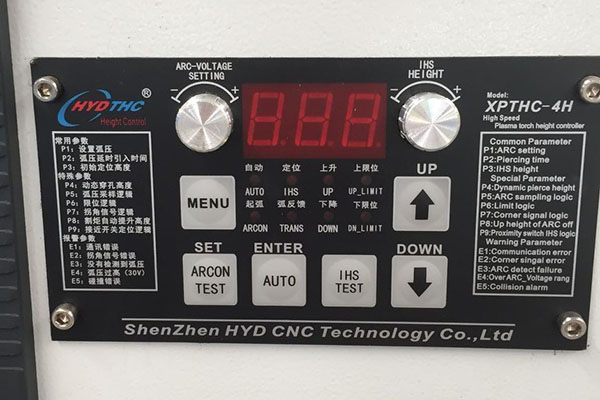 HYDTHC®
Height Control
ARC-VOLTAGE
SETTING
- +
8.8.8.
IHS
HEIGHT
- +
Model:
XPTHC-4H
High Speed
Plasma torch height controller
常用参数
P1: 设置弧压
P2: 弧压延时引入时间
P3: 初始定位高度
特殊参数
P4: 动态穿孔高度
P5: 弧压采样逻辑
P6: 限位逻辑
P7: 拐角信号逻辑
P8: 割炬自动提升高度
P9: 接近开关定位逻辑
报警参数
E1: 通讯错误
E2: 拐角信号错误
E3: 没有检测到弧压
E4: 弧压过高 (30V)
E5: 碰撞错误
自动 定位 上升 上限位
AUTO IHS UP UP_LIMIT
起弧 弧反馈 下降 下限位
ARCON TRANS DOWN DN_LIMIT
MENU
UP
SET
ARCON
TEST
ENTER
AUTO
IHS
TEST
DOWN
Common Parameter
P1:ARC setting
P2:Piercing time
P3:IHS height
Special Parameter
P4:Dynamic pierce height
P5:ARC sampling logic
P6:Limit logic
P7:Corner signal logic
P8:Up height of ARC off
P9:Proximity switch IHS logic
Warning Parameter
E1:Communication error
E2:Corner singal error
E3:ARC detect failure
E4:Over ARC_Voltage rang
E5:Collision alarm
ShenZhen HYD CNC Technology Co.,Ltd